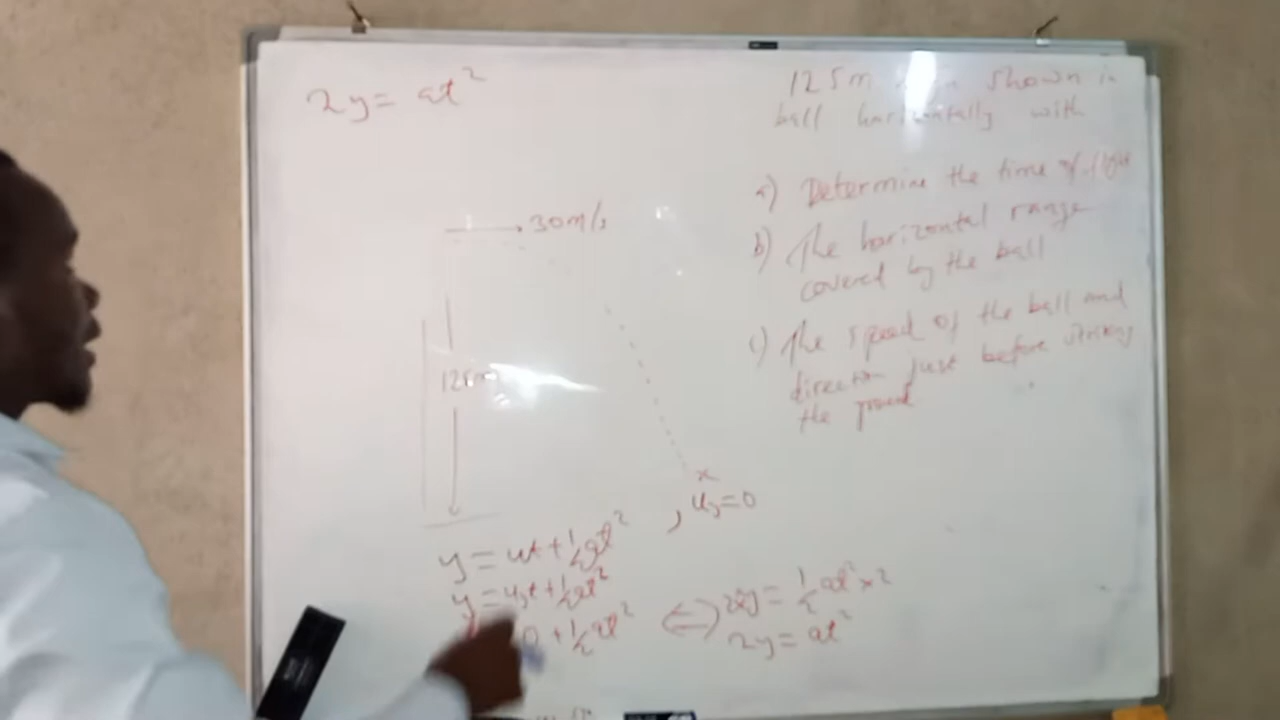 2y = at²
125m shown in
ball horizontally with
a) Determine the time of
b) The horizontal range
covered by the ball
c) The speed of the ball and
direction just before striking
the ground
30m/s
125m
x
, uy=0
y = ut + ½at²
y = uyt + ½at²
0 + ½at²
⇔ 2y = ½at² × 2
2y = at²